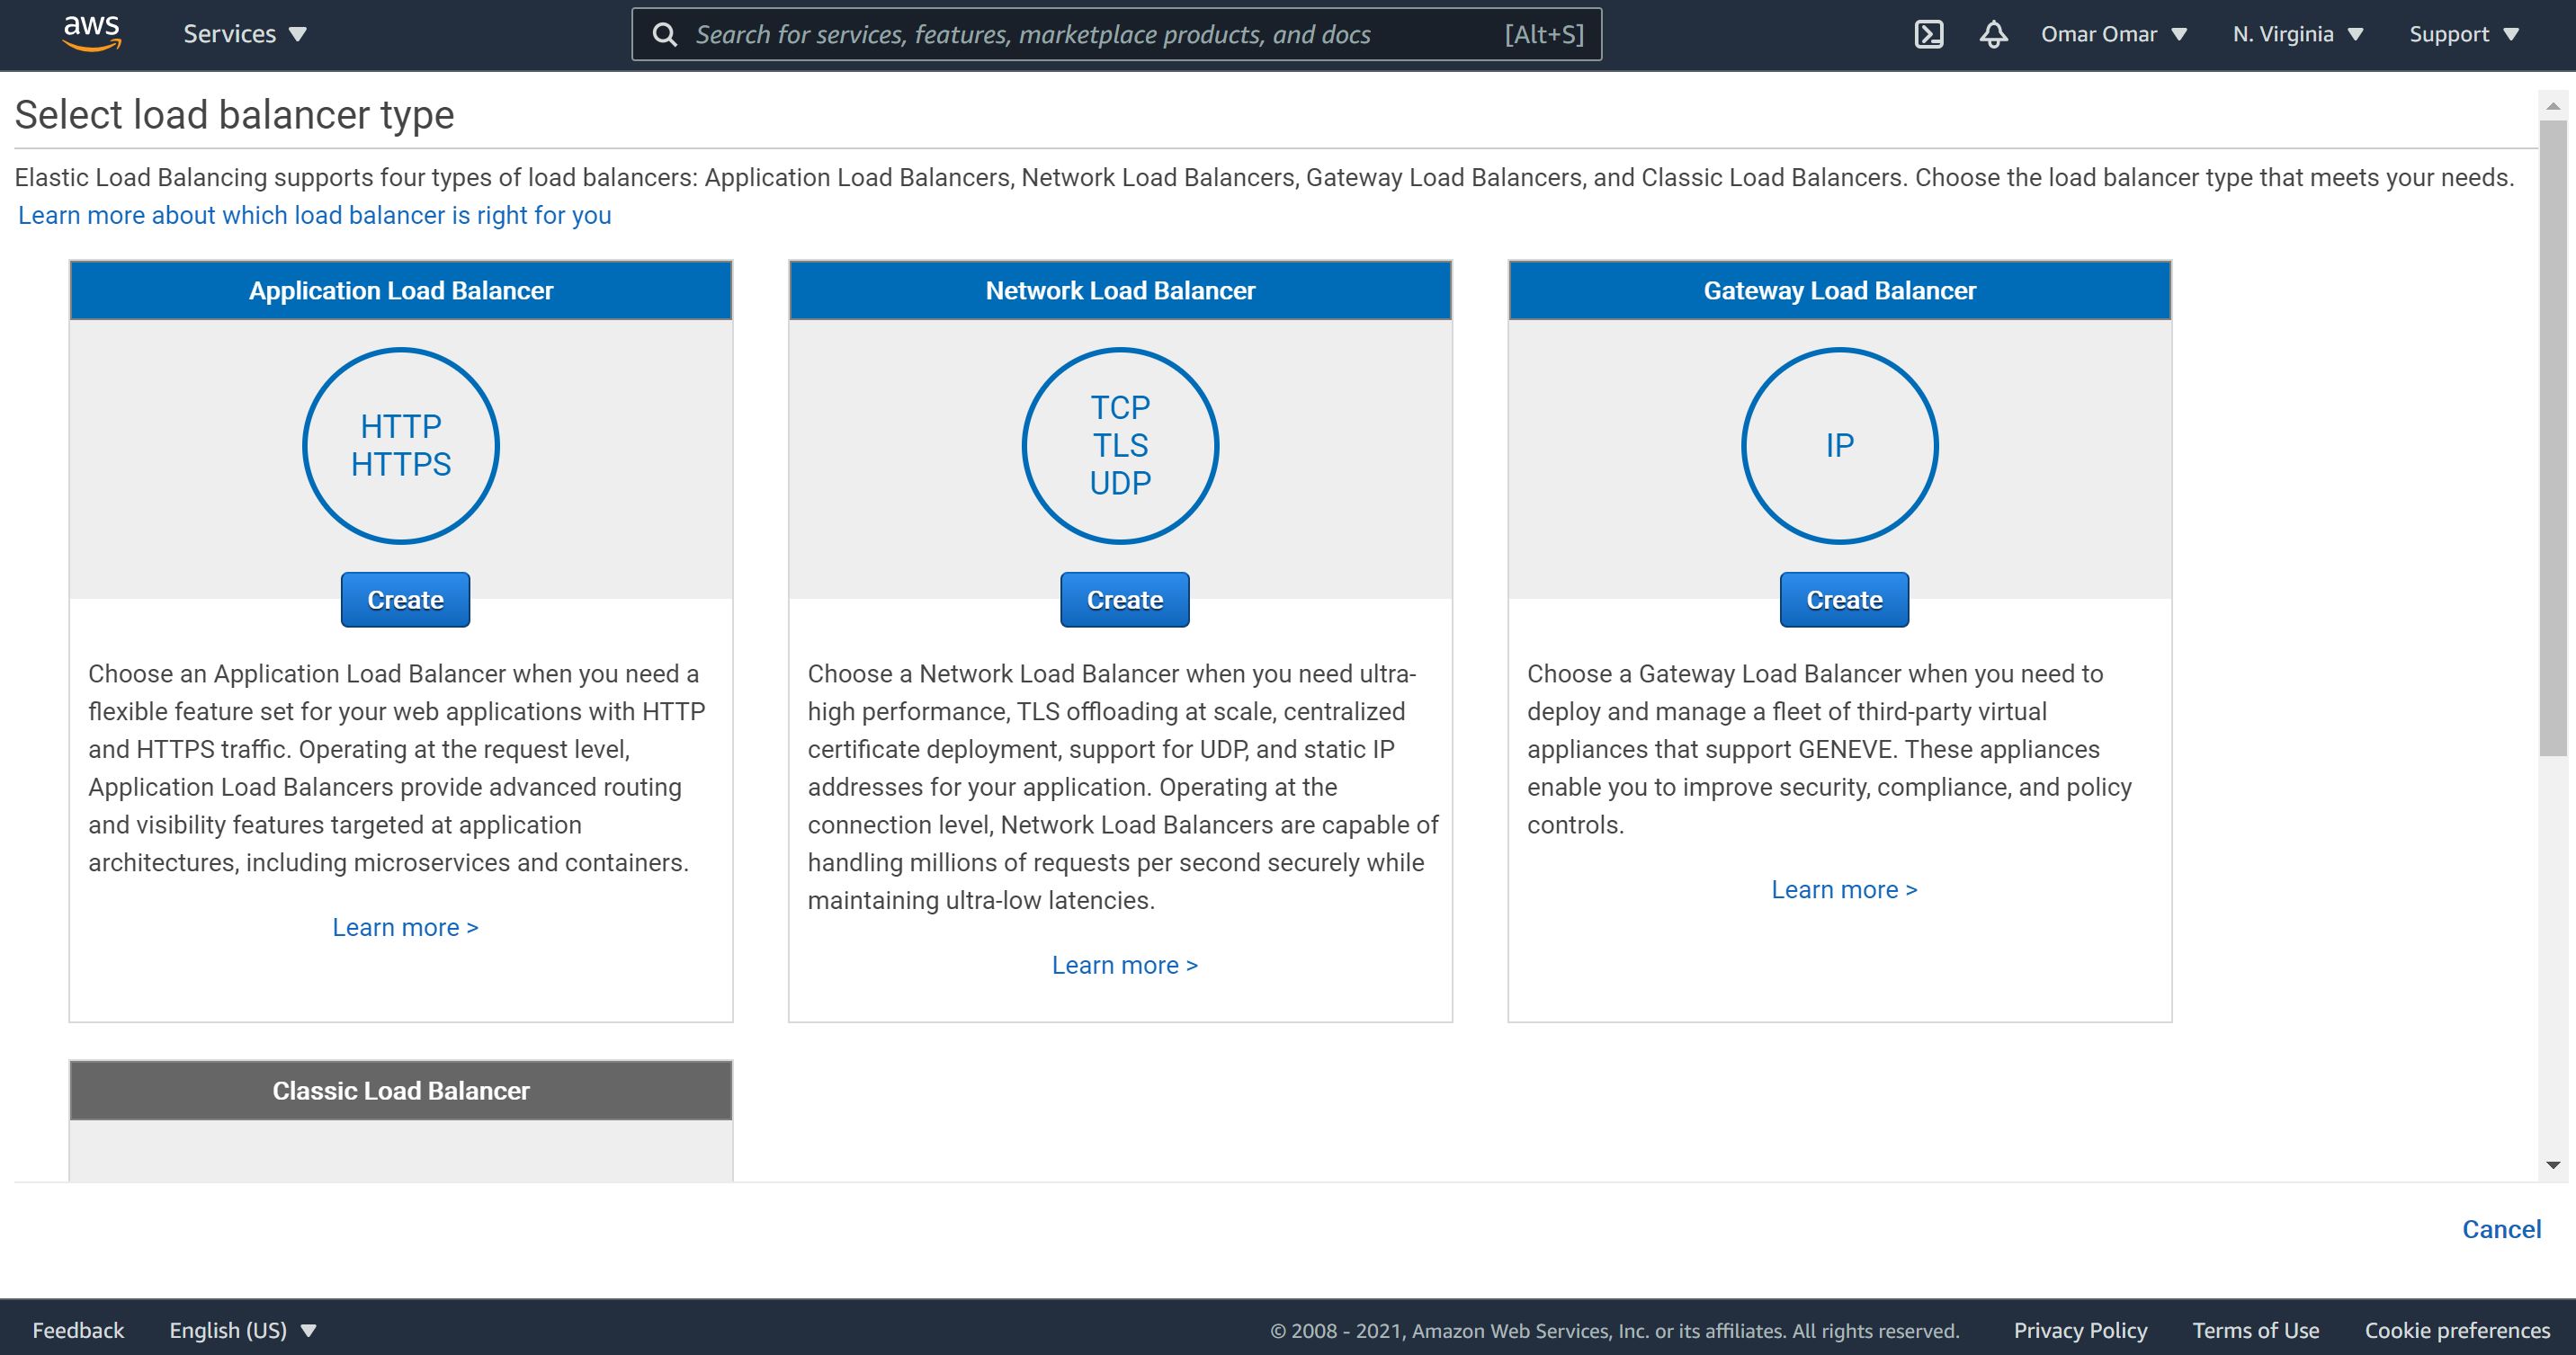 aws Services Search for services, features, marketplace products, and docs [Alt+S] Omar Omar N. Virginia Support
Select load balancer type
Elastic Load Balancing supports four types of load balancers: Application Load Balancers, Network Load Balancers, Gateway Load Balancers, and Classic Load Balancers. Choose the load balancer type that meets your needs.
Learn more about which load balancer is right for you
Application Load Balancer
HTTP
HTTPS
Create
Choose an Application Load Balancer when you need a
flexible feature set for your web applications with HTTP
and HTTPS traffic. Operating at the request level,
Application Load Balancers provide advanced routing
and visibility features targeted at application
architectures, including microservices and containers.
Learn more >
Network Load Balancer
TCP
TLS
UDP
Create
Choose a Network Load Balancer when you need ultra-
high performance, TLS offloading at scale, centralized
certificate deployment, support for UDP, and static IP
addresses for your application. Operating at the
connection level, Network Load Balancers are capable of
handling millions of requests per second securely while
maintaining ultra-low latencies.
Learn more >
Gateway Load Balancer
IP
Create
Choose a Gateway Load Balancer when you need to
deploy and manage a fleet of third-party virtual
appliances that support GENEVE. These appliances
enable you to improve security, compliance, and policy
controls.
Learn more >
Classic Load Balancer
Cancel
Feedback English (US) © 2008 - 2021, Amazon Web Services, Inc. or its affiliates. All rights reserved. Privacy Policy Terms of Use Cookie preferences